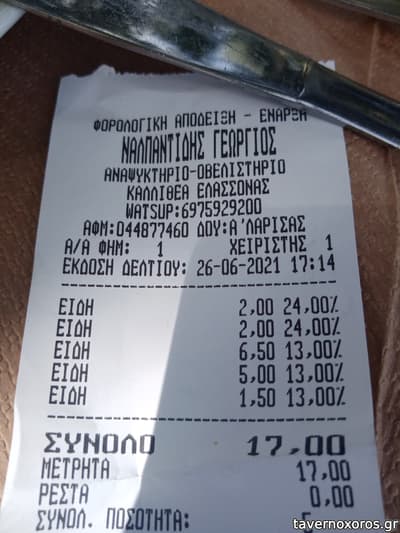 ΦΟΡΟΛΟΓΙΚΗ ΑΠΟΔΕΙΞΗ - ΕΝΑΡΞΗ
ΝΑΛΠΑΝΤΙΔΗΣ ΓΕΩΡΓΙΟΣ
ΑΝΑΨΥΚΤΗΡΙΟ-ΟΒΕΛΙΣΤΗΡΙΟ
ΚΑΛΛΙΘΕΑ ΕΛΑΣΣΟΝΑΣ
WATSUP:6975929200
ΑΦΜ:044877460 ΔΟΥ:Α'ΛΑΡΙΣΑΣ
Α/Α ΦΗΜ: 1 ΧΕΙΡΙΣΤΗΣ 1
ΕΚΔΟΣΗ ΔΕΛΤΙΟΥ: 26-06-2021 17:14
ΕΙΔΗ 2,00 24,00%
ΕΙΔΗ 2,00 24,00%
ΕΙΔΗ 6,50 13,00%
ΕΙΔΗ 5,00 13,00%
ΕΙΔΗ 1,50 13,00%
ΣΥΝΟΛΟ 17,00
ΜΕΤΡΗΤΑ 17,00
ΡΕΣΤΑ 0,00
ΣΥΝΟΛ. ΠΟΣΟΤΗΤΑ:
tavernoxoros.gr